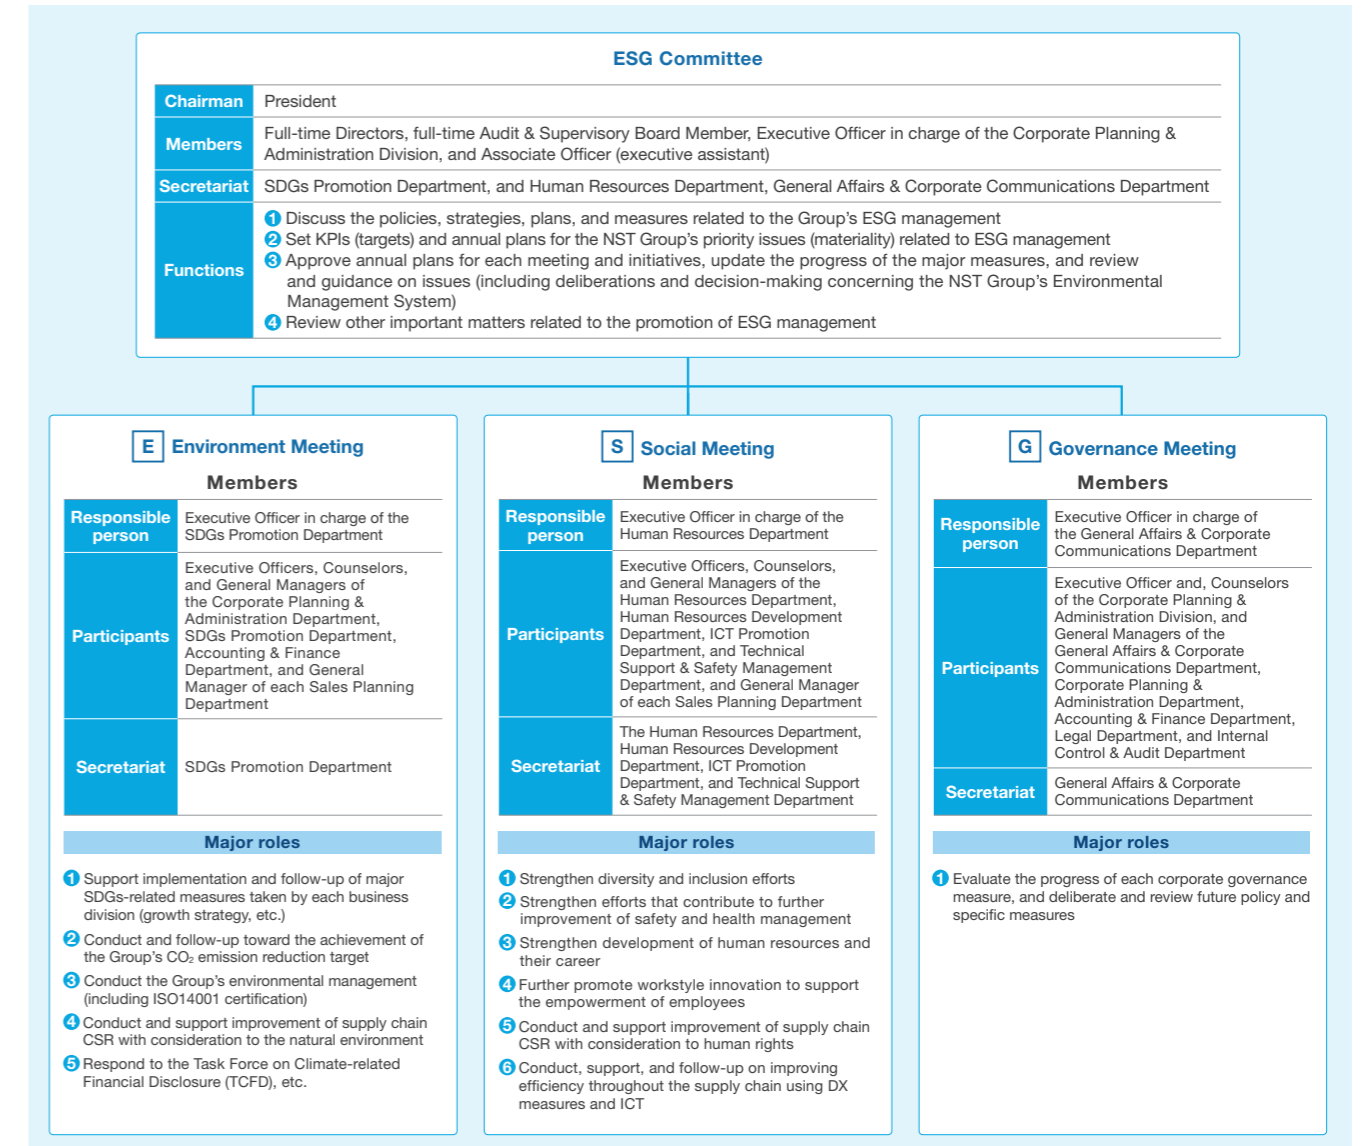 ESG Committee
Chairman
President
Members
Full-time Directors, full-time Audit & Supervisory Board Member, Executive Officer in charge of the Corporate Planning &
Administration Division, and Associate Officer (executive assistant)
Secretariat
SDGs Promotion Department, and Human Resources Department, General Affairs & Corporate Communications Department
Functions
1 Discuss the policies, strategies, plans, and measures related to the Group's ESG management
2 Set KPIs (targets) and annual plans for the NST Group's priority issues (materiality) related to ESG management
3 Approve annual plans for each meeting and initiatives, update the progress of the major measures, and review
and guidance on issues (including deliberations and decision-making concerning the NST Group's Environmental
Management System)
4 Review other important matters related to the promotion of ESG management
E Environment Meeting
Members
Responsible
person
Executive Officer in charge of the
SDGs Promotion Department
Participants
Executive Officers, Counselors,
and General Managers of
the Corporate Planning &
Administration Department,
SDGs Promotion Department,
Accounting & Finance
Department, and General
Manager of each Sales Planning
Department
Secretariat
SDGs Promotion Department
Major roles
1 Support implementation and follow-up of major
SDGs-related measures taken by each business
division (growth strategy, etc.)
2 Conduct and follow-up toward the achievement of
the Group's CO₂ emission reduction target
3 Conduct the Group's environmental management
(including ISO14001 certification)
4 Conduct and support improvement of supply chain
CSR with consideration to the natural environment
5 Respond to the Task Force on Climate-related
Financial Disclosure (TCFD), etc.
S Social Meeting
Members
Responsible
person
Executive Officer in charge of the
Human Resources Department
Participants
Executive Officers, Counselors,
and General Managers of the
Human Resources Department,
Human Resources Development
Department, ICT Promotion
Department, and Technical
Support & Safety Management
Department, and General Manager
of each Sales Planning Department
Secretariat
The Human Resources Department,
Human Resources Development
Department, ICT Promotion
Department, and Technical Support
& Safety Management Department
Major roles
1 Strengthen diversity and inclusion efforts
2 Strengthen efforts that contribute to further
improvement of safety and health management
3 Strengthen development of human resources and
their career
4 Further promote workstyle innovation to support
the empowerment of employees
5 Conduct and support improvement of supply chain
CSR with consideration to human rights
6 Conduct, support, and follow-up on improving
efficiency throughout the supply chain using DX
measures and ICT
G Governance Meeting
Members
Responsible
person
Executive Officer in charge of
the General Affairs & Corporate
Communications Department
Participants
Executive Officer and, Counselors
of the Corporate Planning &
Administration Division, and
General Managers of the
General Affairs & Corporate
Communications Department,
Corporate Planning &
Administration Department,
Accounting & Finance Department,
Legal Department, and Internal
Control & Audit Department
Secretariat
General Affairs & Corporate
Communications Department
Major roles
1 Evaluate the progress of each corporate governance
measure, and deliberate and review future policy and
specific measures